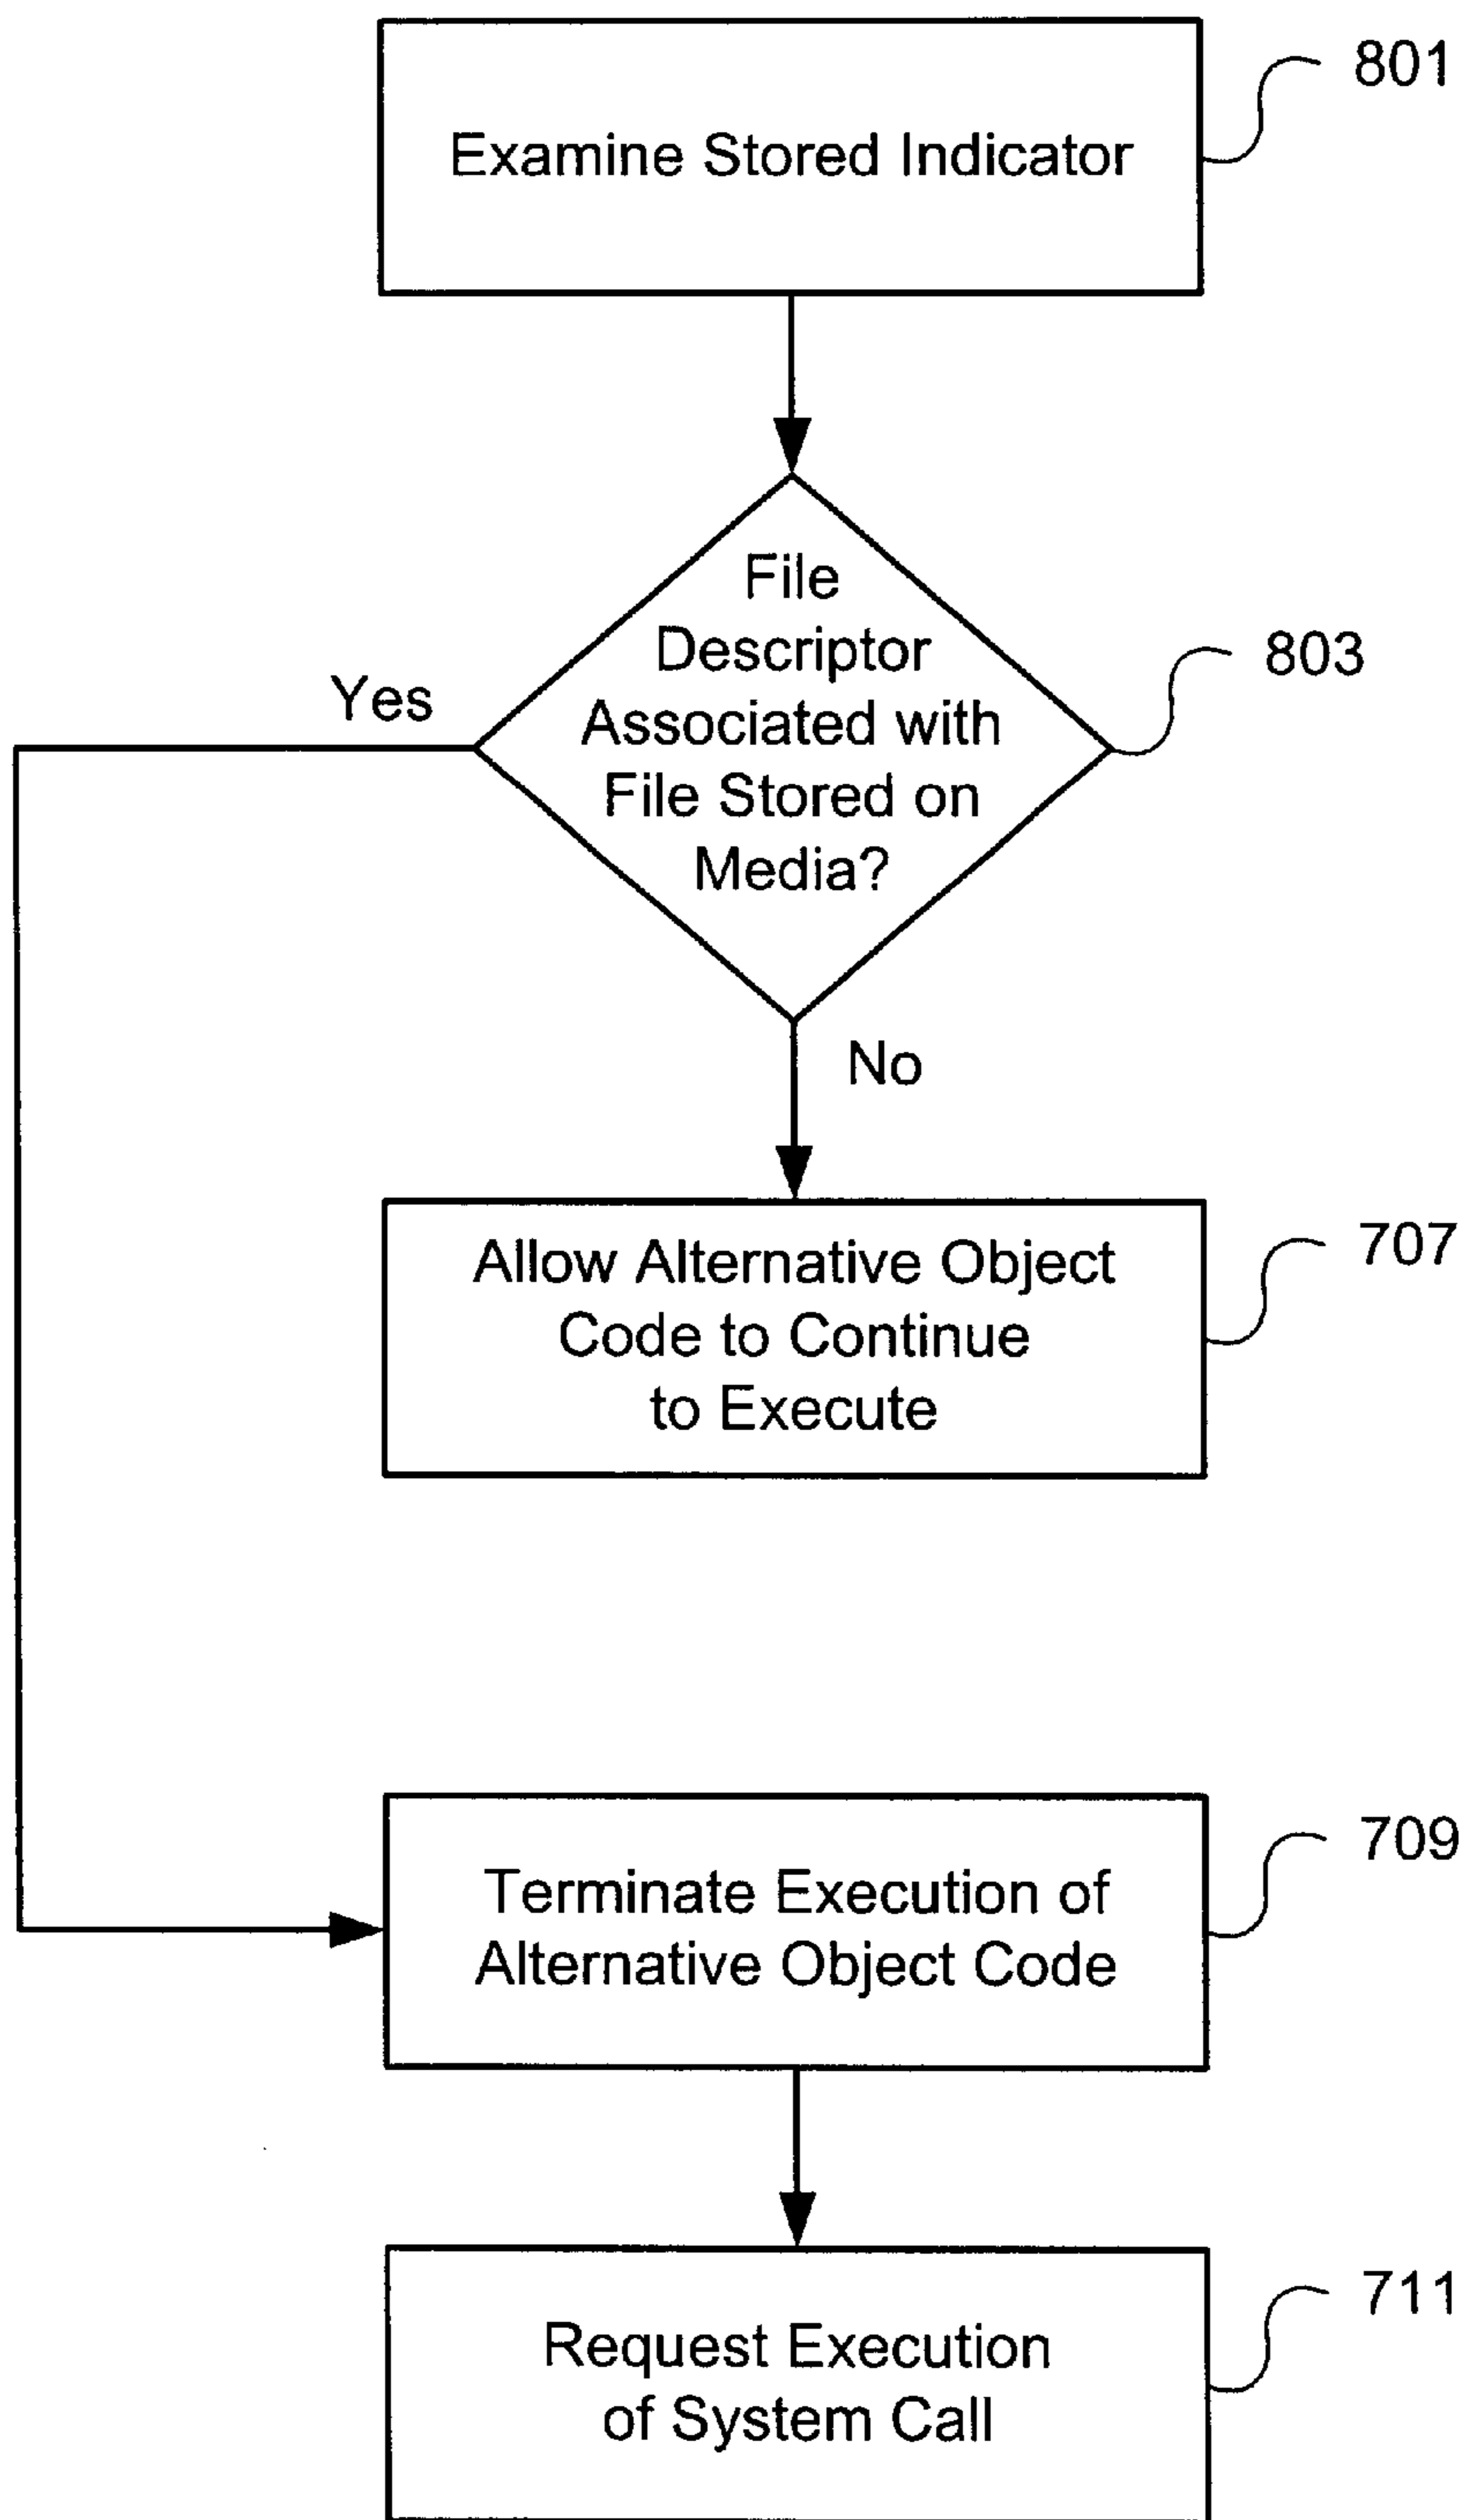 801
Examine Stored Indicator
File
Descriptor
Associated with
File Stored on
Media?
803
Yes
No
Allow Alternative Object
Code to Continue
to Execute
707
Terminate Execution of
Alternative Object Code
709
Request Execution
of System Call
711